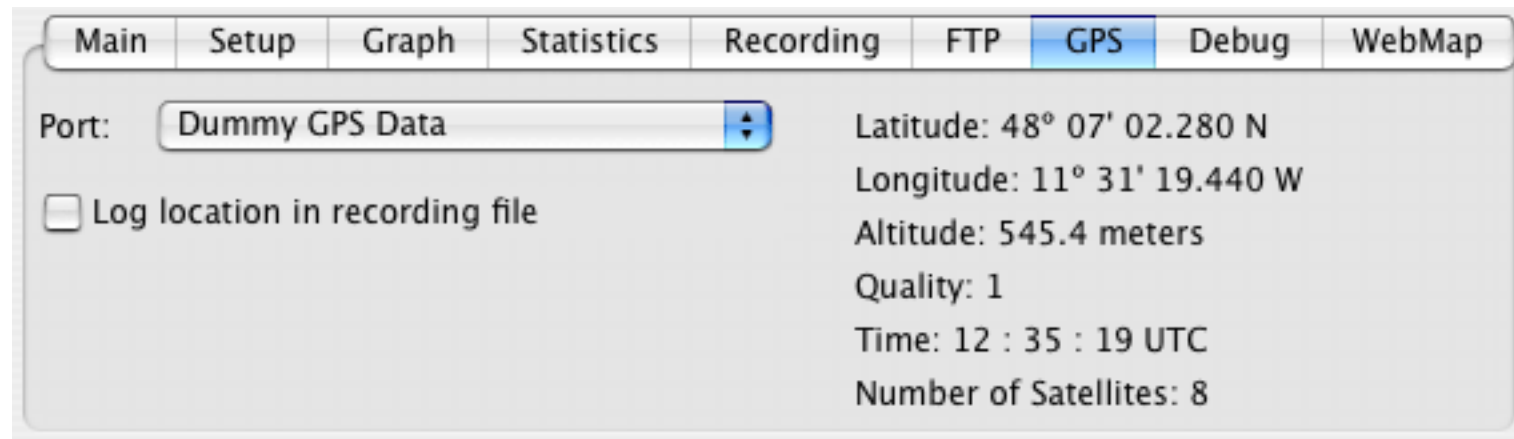 Main Setup Graph Statistics Recording FTP GPS Debug WebMap
Port: Dummy GPS Data
Log location in recording file
Latitude: 48º 07' 02.280 N
Longitude: 11º 31' 19.440 W
Altitude: 545.4 meters
Quality: 1
Time: 12 : 35 : 19 UTC
Number of Satellites: 8